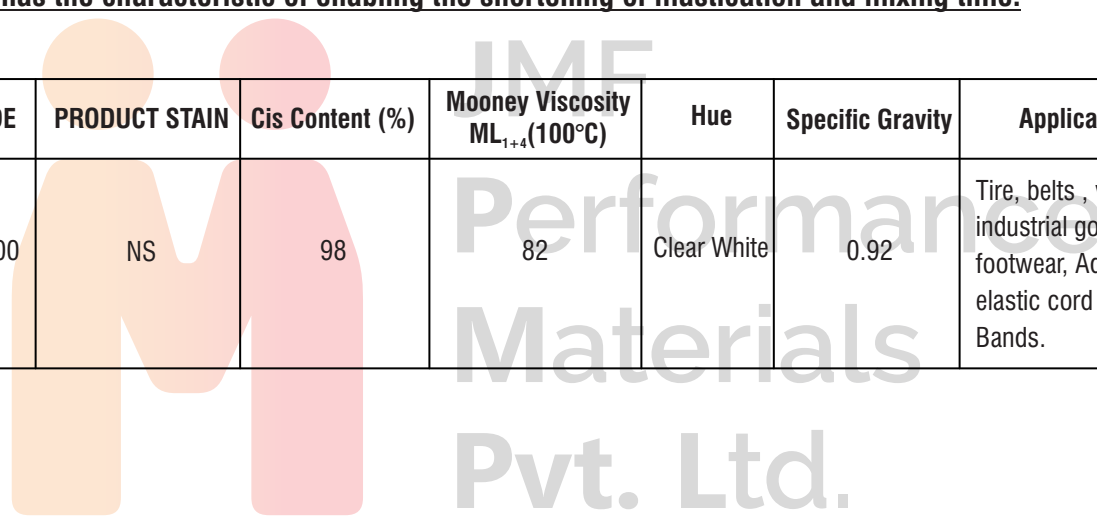 has the characteristic of enabling the shortening of mastication and mixing time.
JMF
Performance
Materials
Pvt. Ltd.
PRODUCT STAIN Cis Content (%) Mooney Viscosity ML1+4(100°C) Hue Specific Gravity
NS 98 82 Clear White 0.92
Tire, belts ,
industrial
footwear,
elastic cord
Bands.